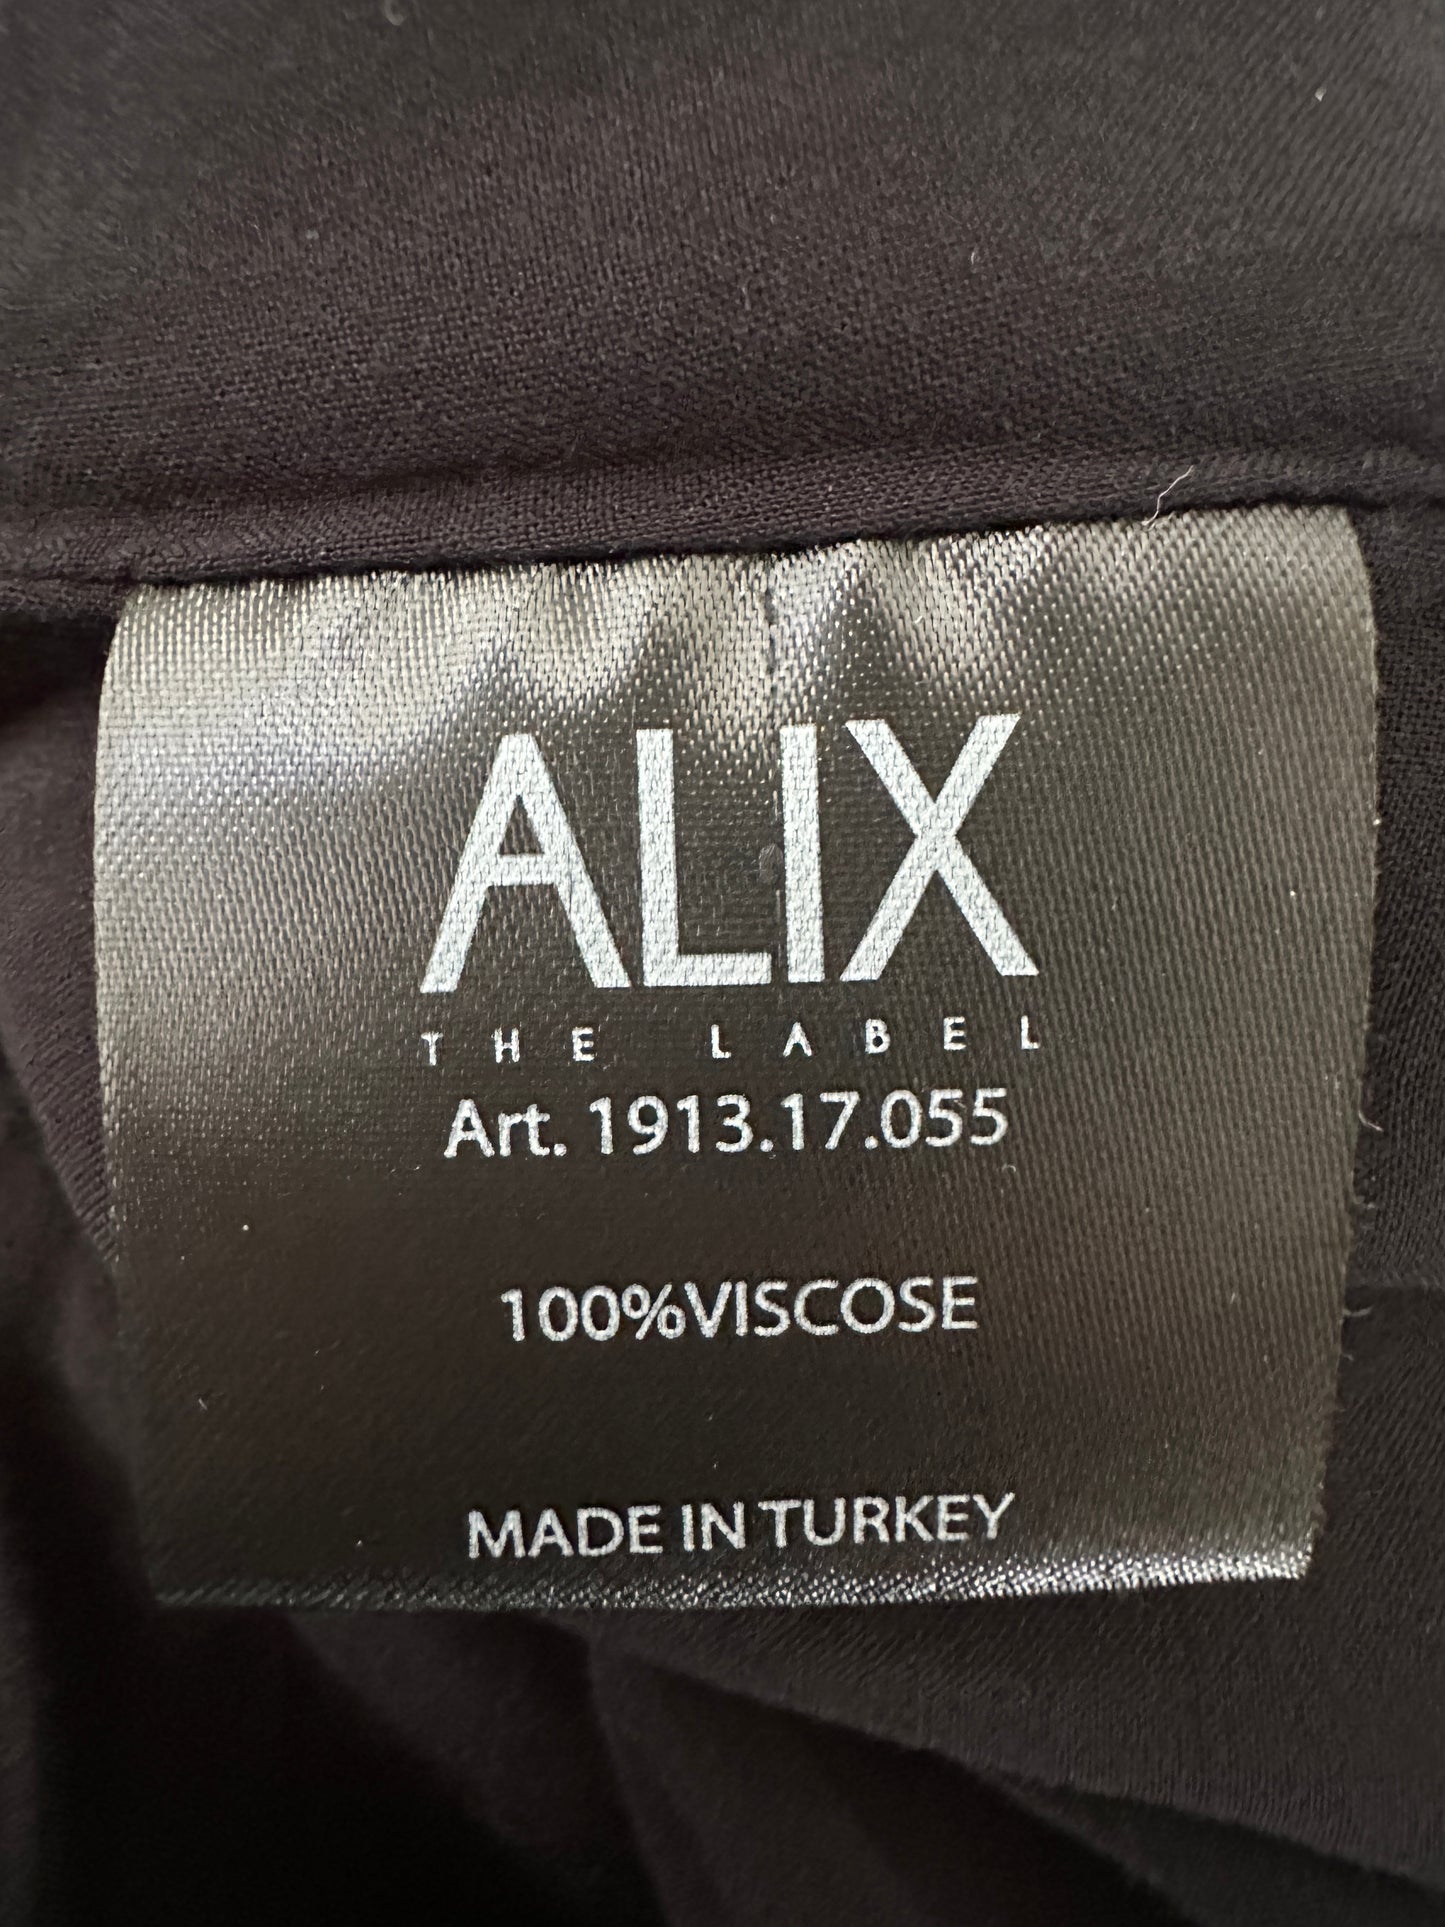 ALIX
THE LABEL
Art. 1913.17.055
100%VISCOSE
MADE IN TURKEY